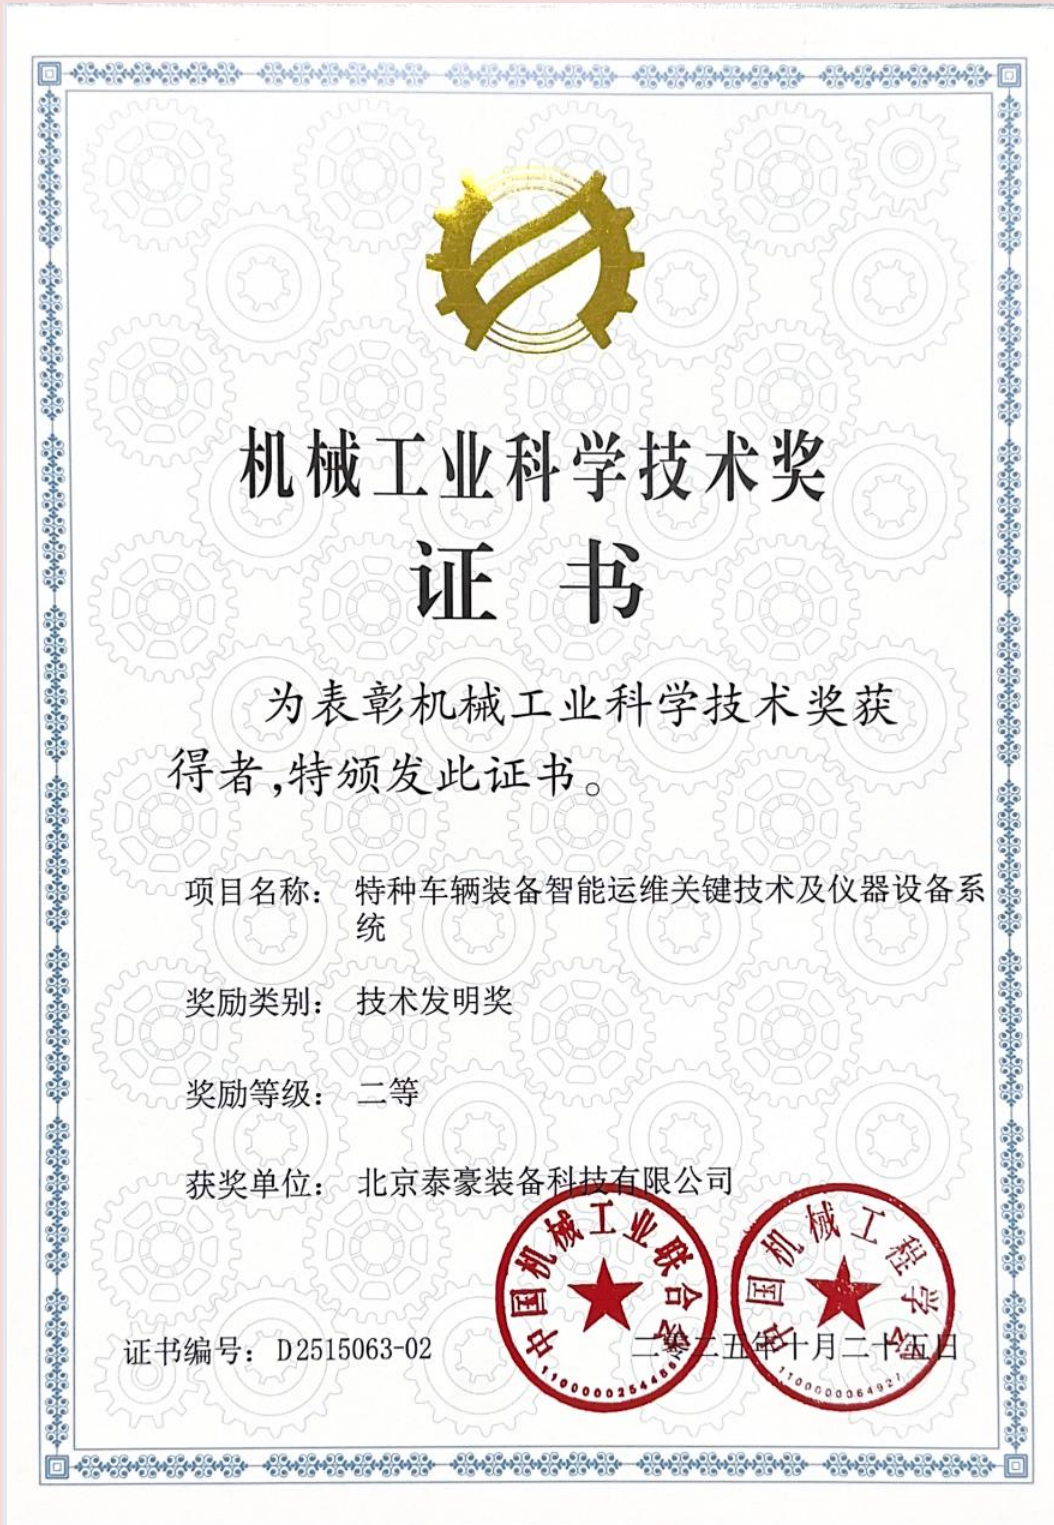 机械工业科学技术奖
证书
为表彰机械工业科学技术奖获
得者,特颁发此证书。
项目名称: 特种车辆装备智能运维关键技术及仪器设备系
统
奖励类别: 技术发明奖
奖励等级: 二等
获奖单位: 北京泰豪装备科技有限公司
中国机械工业联合会
中国机械工程学会
证书编号: D2515063-02
二零二五年十月二十五日
1100000064927